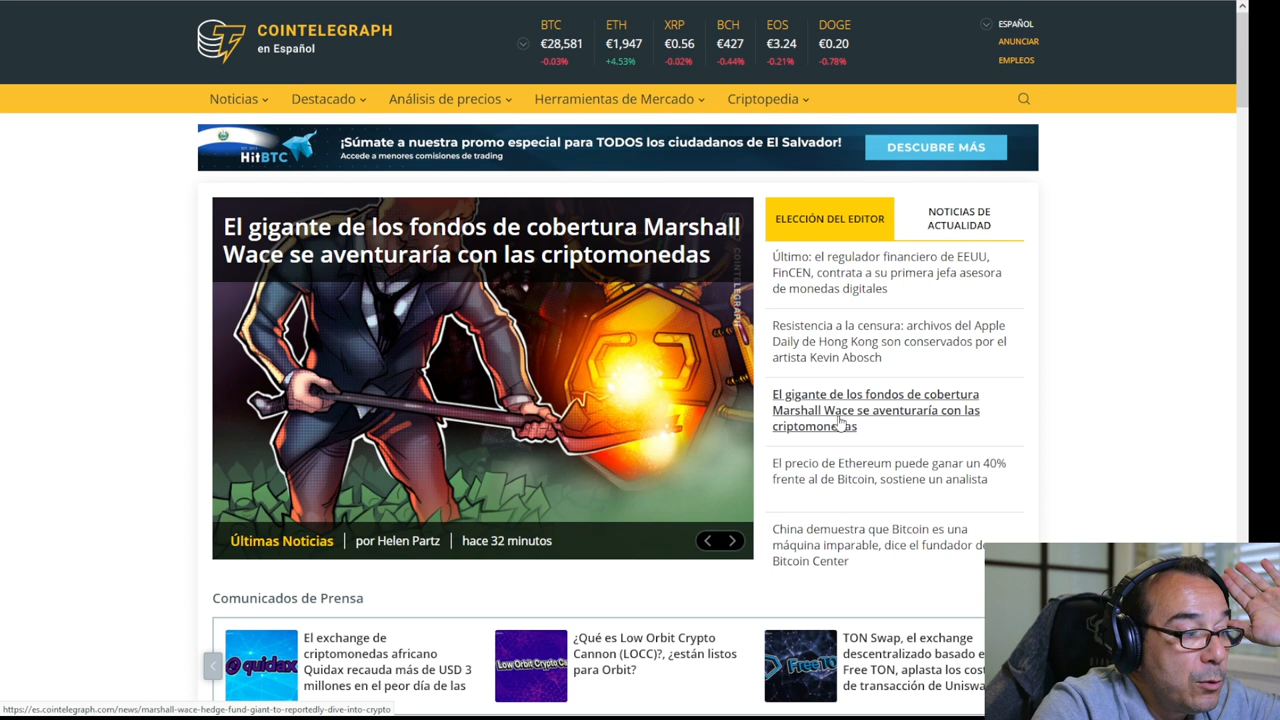 COINTELEGRAPH
en Español
BTC
€28,581
-0.03%
ETH
€1,947
+4.53%
XRP
€0.56
-0.02%
BCH
€427
-0.44%
EOS
€3.24
-0.21%
DOGE
€0.20
-0.78%
ESPAÑOL
ANUNCIAR
EMPLEOS
Noticias
Destacado
Análisis de precios
Herramientas de Mercado
Criptopedia
HitBTC
¡Súmate a nuestra promo especial para TODOS los ciudadanos de El Salvador!
Accede a menores comisiones de trading
DESCUBRE MÁS
El gigante de los fondos de cobertura Marshall
Wace se aventuraría con las criptomonedas
COINTELEGRAPH
Últimas Noticias
por Helen Partz
hace 32 minutos
ELECCIÓN DEL EDITOR
NOTICIAS DE
ACTUALIDAD
Último: el regulador financiero de EEUU,
FinCEN, contrata a su primera jefa asesora
de monedas digitales
Resistencia a la censura: archivos del Apple
Daily de Hong Kong son conservados por el
artista Kevin Abosch
El gigante de los fondos de cobertura
Marshall Wace se aventuraría con las
criptomonedas
El precio de Ethereum puede ganar un 40%
frente al de Bitcoin, sostiene un analista
China demuestra que Bitcoin es una
máquina imparable, dice el fundador de
Bitcoin Center
Comunicados de Prensa
quidax
El exchange de
criptomonedas africano
Quidax recauda más de USD 3
millones en el peor día de las
Low Orbit Crypto Ca
¿Qué es Low Orbit Crypto
Cannon (LOCC)?, ¿están listos
para Orbit?
FreeTO
TON Swap, el exchange
descentralizado basado e
Free TON, aplasta los cost
de transacción de Uniswa
https://es.cointelegraph.com/news/marshall-wace-hedge-fund-giant-to-reportedly-dive-into-crypto